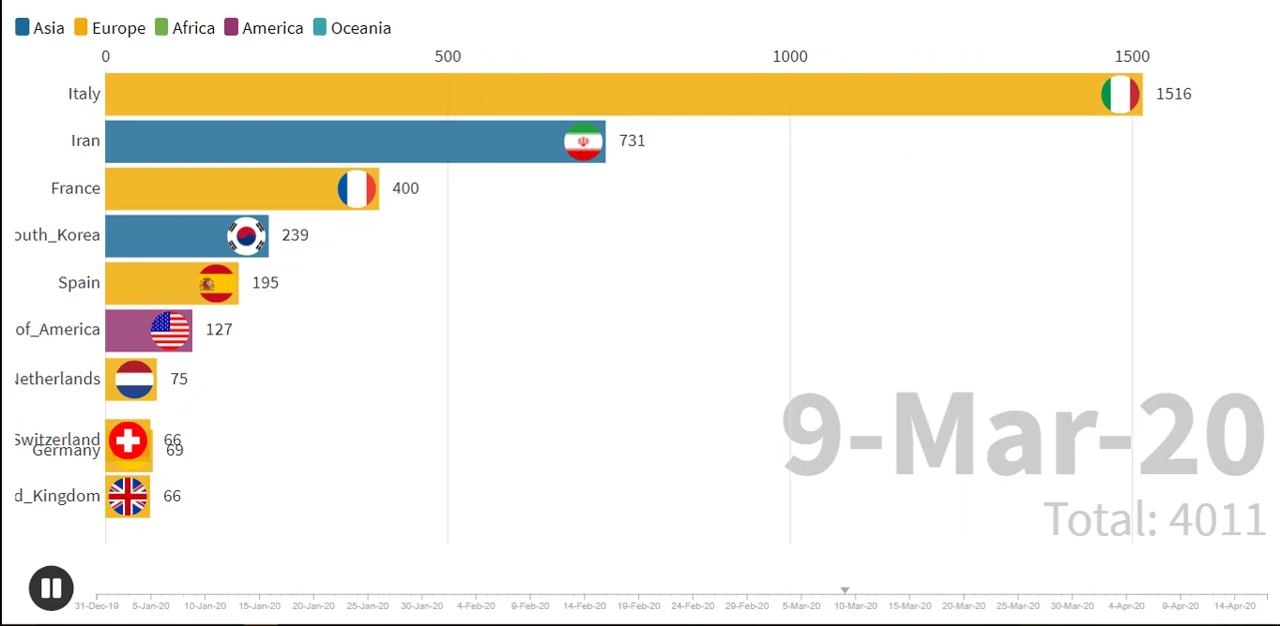 Asia Europe Africa America Oceania
0 500 1000 1500
Italy 1516
Iran 731
France 400
outh_Korea 239
Spain 195
of_America 127
Netherlands 75
Switzerland 66
Germany 69
d_Kingdom 66
9-Mar-20
Total: 4011
31-Dec-19 5-Jan-20 10-Jan-20 15-Jan-20 20-Jan-20 25-Jan-20 30-Jan-20 4-Feb-20 9-Feb-20 14-Feb-20 19-Feb-20 24-Feb-20 29-Feb-20 5-Mar-20 10-Mar-20 15-Mar-20 20-Mar-20 25-Mar-20 30-Mar-20 4-Apr-20 9-Apr-20 14-Apr-20